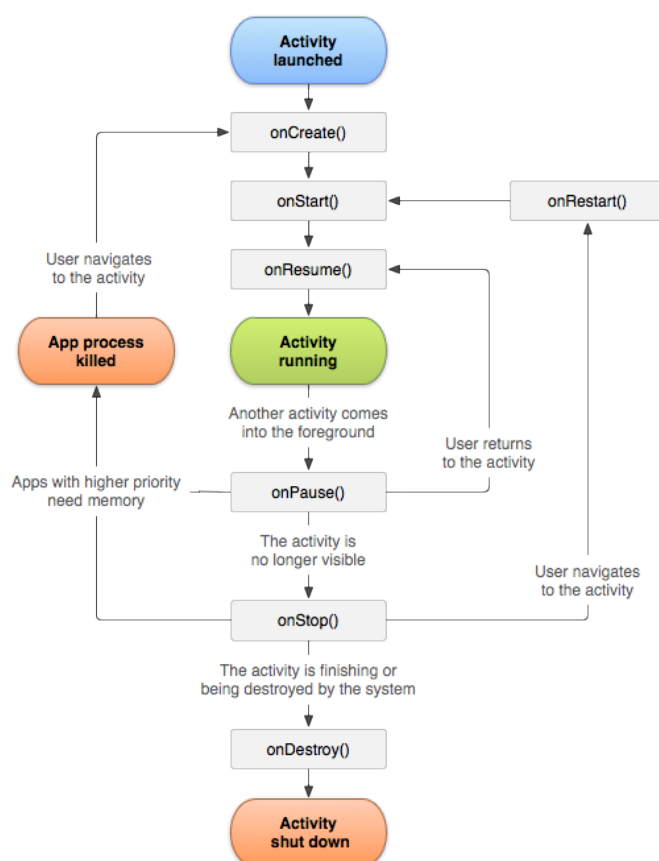 Activity
launched
onCreate()
onStart()
onRestart()
onResume()
User navigates
to the activity
App process
killed
Activity
running
Another activity comes
into the foreground
User returns
to the activity
Apps with higher priority
need memory
onPause()
The activity is
no longer visible
User navigates
to the activity
onStop()
The activity is finishing or
being destroyed by the system
onDestroy()
Activity
shut down